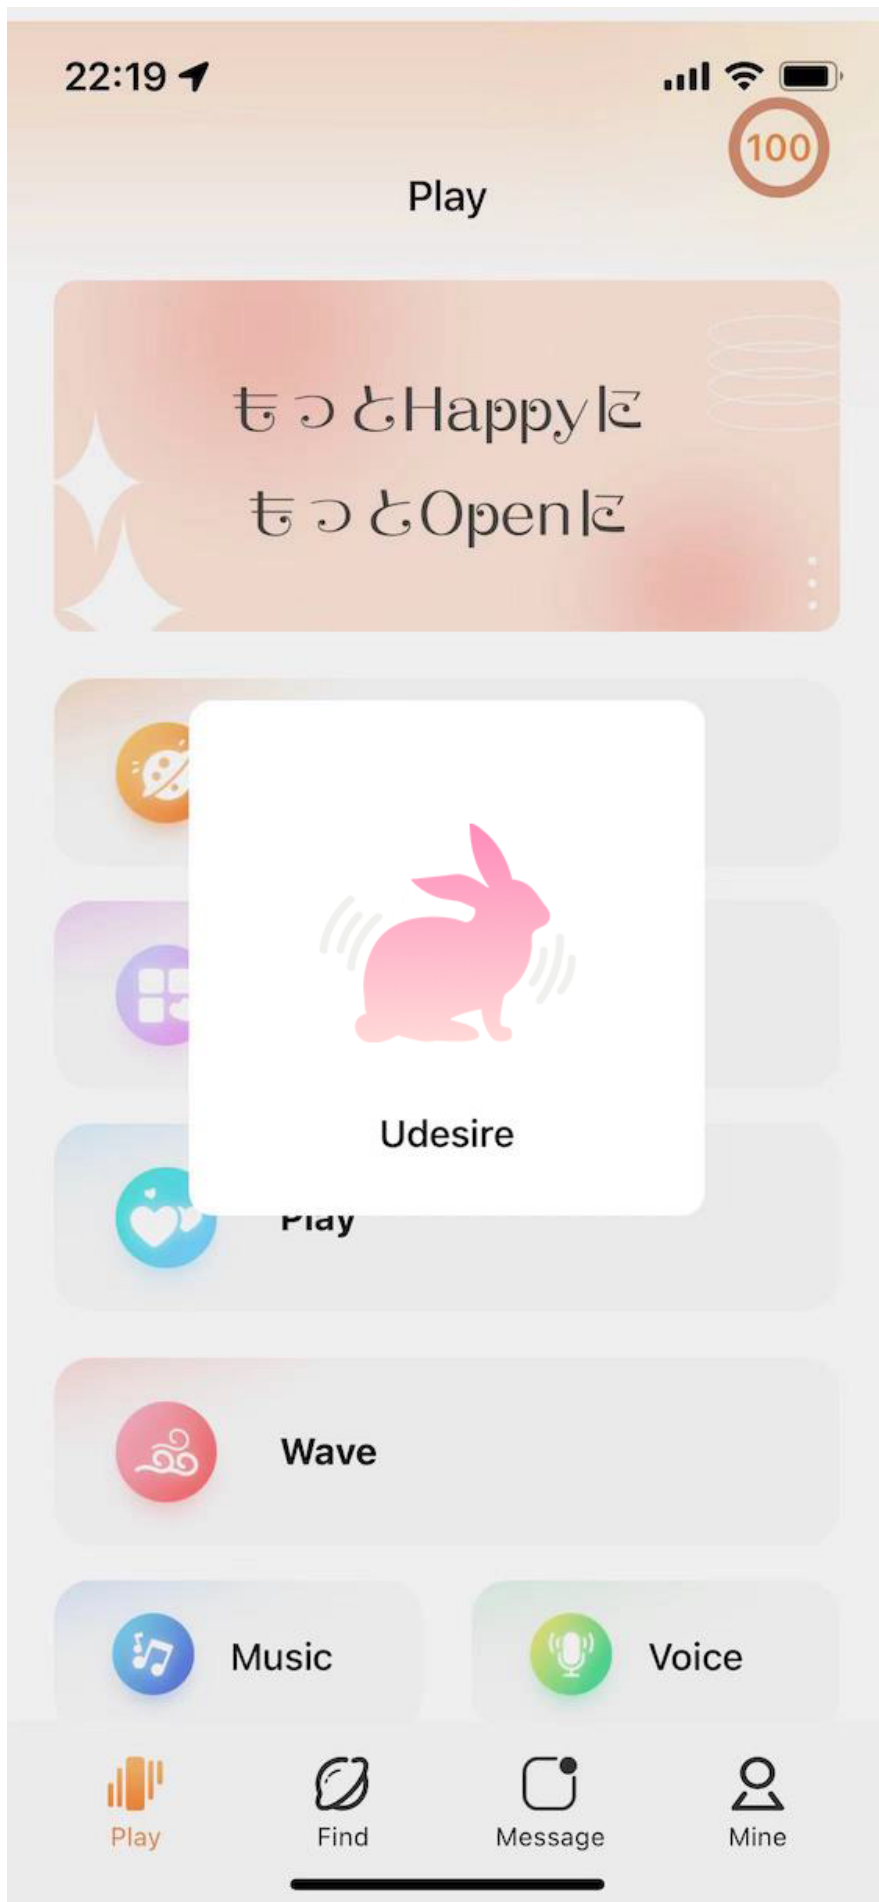 22:19
100
Play
もっとHappyに
もっとOpenに
Udesire
Play
Wave
Music
Voice
Play
Find
Message
Mine